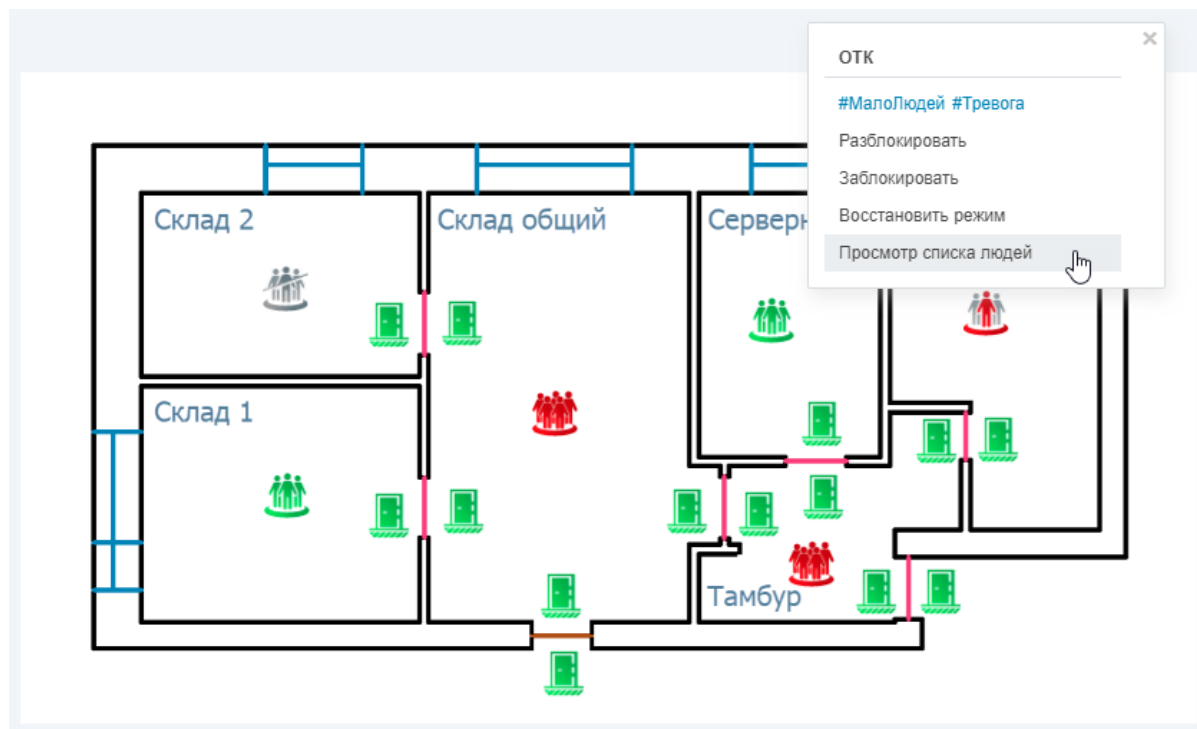 ОТК
#МалоЛюдей #Тревога
Разблокировать
Заблокировать
Восстановить режим
Просмотр списка людей
Склад 2
Склад общий
Склад 1
Тамбур